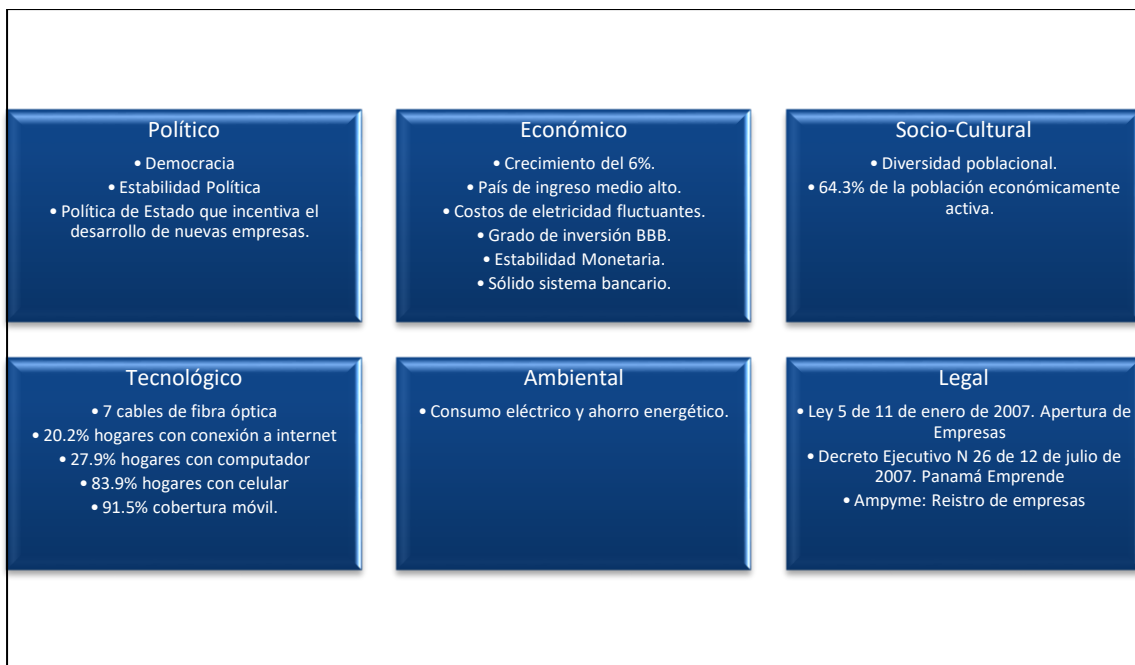 Político
• Democracia
• Estabilidad Política
• Política de Estado que incentiva el
desarrollo de nuevas empresas.
Económico
• Crecimiento del 6%.
• País de ingreso medio alto.
• Costos de eletricidad fluctuantes.
• Grado de inversión BBB.
• Estabilidad Monetaria.
• Sólido sistema bancario.
Socio-Cultural
• Diversidad poblacional.
• 64.3% de la población económicamente
activa.
Tecnológico
• 7 cables de fibra óptica
• 20.2% hogares con conexión a internet
• 27.9% hogares con computador
• 83.9% hogares con celular
• 91.5% cobertura móvil.
Ambiental
• Consumo eléctrico y ahorro energético.
Legal
• Ley 5 de 11 de enero de 2007. Apertura de
Empresas
• Decreto Ejecutivo N 26 de 12 de julio de
2007. Panamá Emprende
• Ampyme: Reistro de empresas